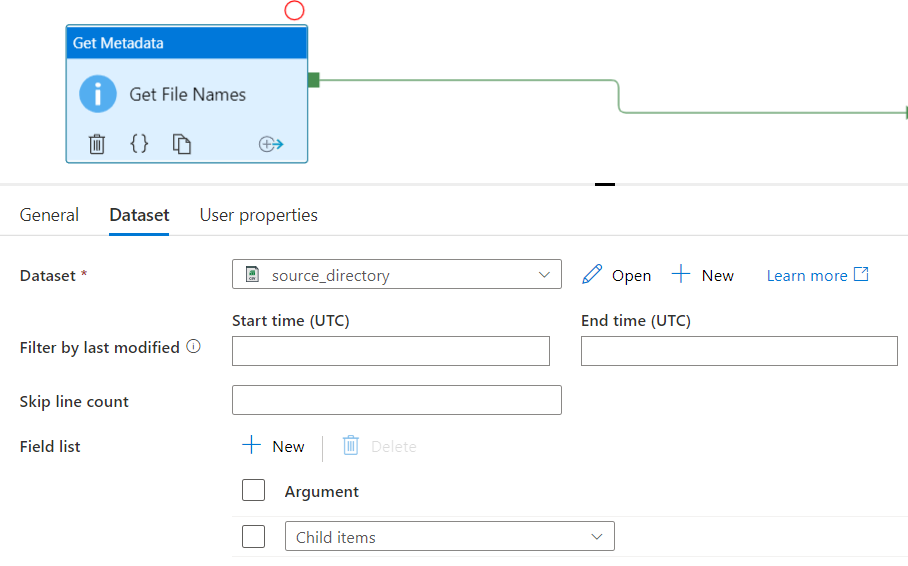 Get Metadata
Get File Names
General Dataset User properties
Dataset * source_directory Open New Learn more
Start time (UTC) End time (UTC)
Filter by last modified
Skip line count
Field list New Delete
Argument
Child items